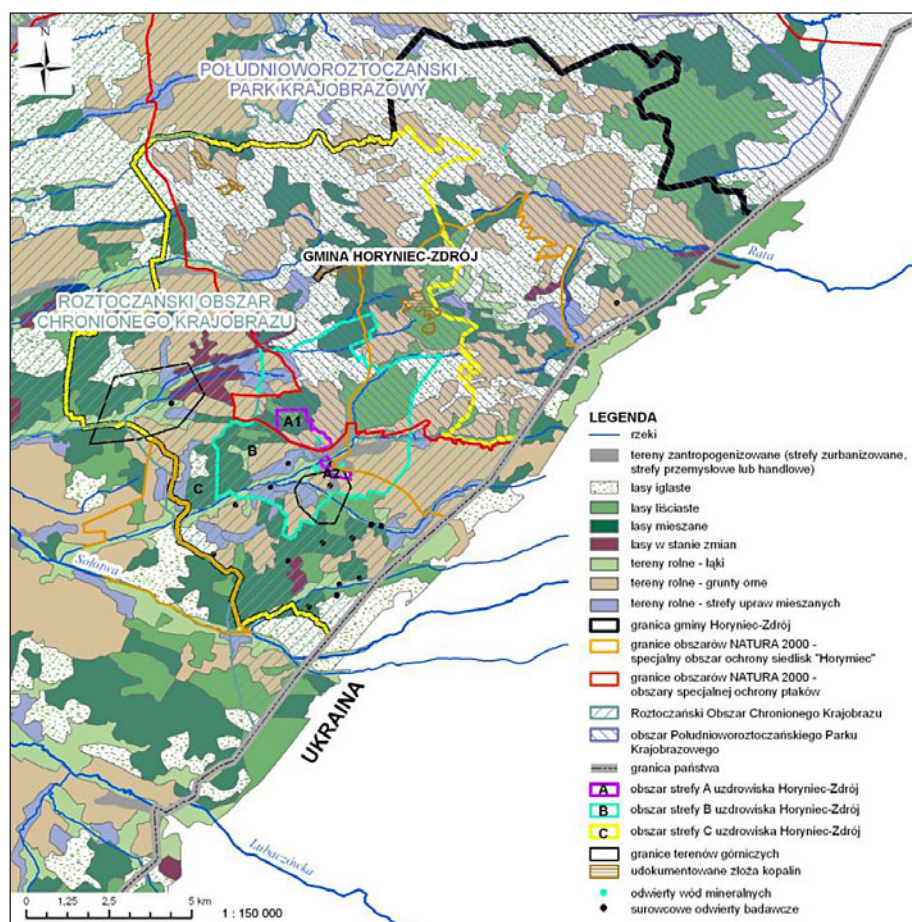 N
POŁUDNIOWOROZTOCZAŃSKI
PARK KRAJOBRAZOWY
GMINA HORYNIEC-ZDRÓJ
Rata
ROZTOCZAŃSKI OBSZAR
CHRONIONEGO KRAJOBRAZU
A1
B
A2
C
Sołotwa
UKRAINA
Lubaczówka
0 1,25 2,5 5 km
1 : 150 000
LEGENDA
rzeki
tereny zantropogenizowane (strefy zurbanizowane,
strefy przemysłowe lub handlowe)
lasy iglaste
lasy liściaste
lasy mieszane
lasy w stanie zmian
tereny rolne - łąki
tereny rolne - grunty orne
tereny rolne - strefy upraw mieszanych
granica gminy Horyniec-Zdrój
granice obszarów NATURA 2000 -
specjalny obszar ochrony siedlisk "Horyniec"
granice obszarów NATURA 2000 -
obszary specjalnej ochrony ptaków
Roztoczański Obszar Chronionego Krajobrazu
obszar Południoworoztoczańskiego Parku
Krajobrazowego
granica państwa
A obszar strefy A uzdrowiska Horyniec-Zdrój
B obszar strefy B uzdrowiska Horyniec-Zdrój
C obszar strefy C uzdrowiska Horyniec-Zdrój
granice terenów górniczych
udokumentowane złoża kopalin
odwierty wód mineralnych
surowcowe odwierty badawcze